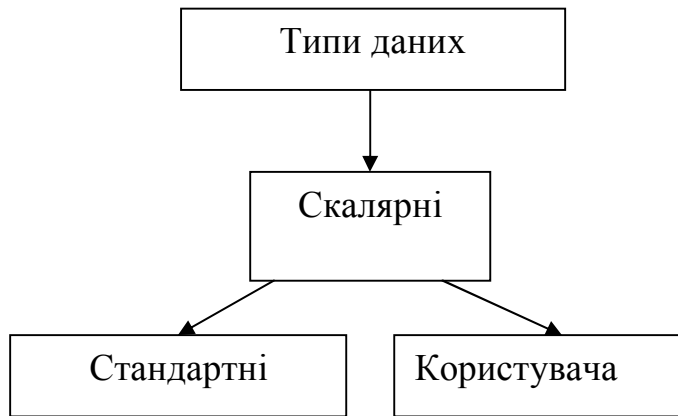 Типи даних
Скалярні
Стандартні
Користувача